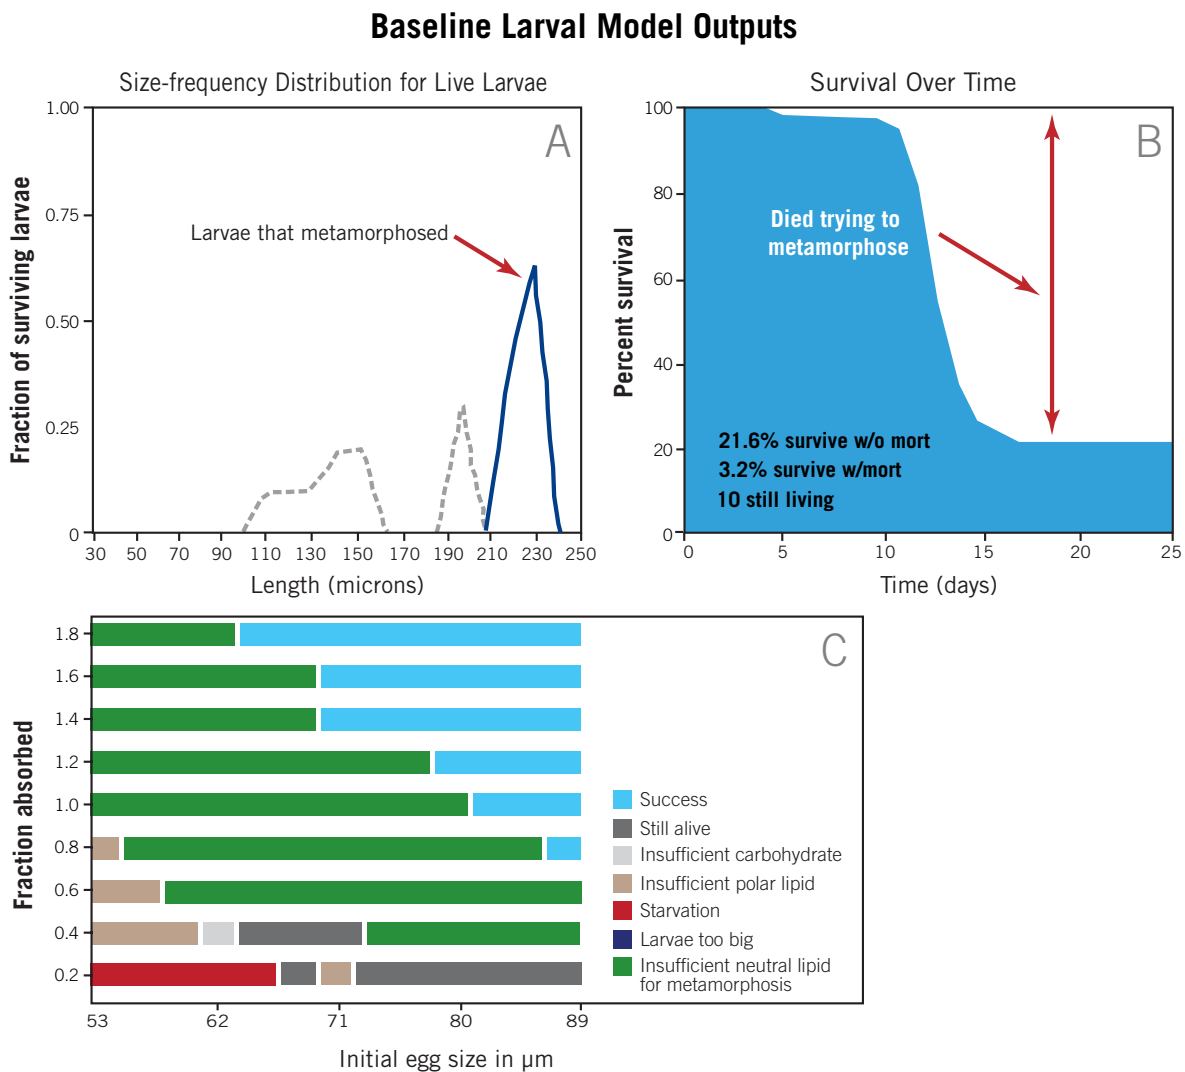 Baseline Larval Model Outputs
Size-frequency Distribution for Live Larvae
A
Fraction of surviving larvae
1.00
0.75
0.50
0.25
0
Larvae that metamorphosed
30 50 70 90 110 130 150 170 190 210 230 250
Length (microns)
Survival Over Time
B
Percent survival
100
80
60
40
20
0
Died trying to
metamorphose
21.6% survive w/o mort
3.2% survive w/mort
10 still living
0 5 10 15 20 25
Time (days)
C
Fraction absorbed
1.8
1.6
1.4
1.2
1.0
0.8
0.6
0.4
0.2
Success
Still alive
Insufficient carbohydrate
Insufficient polar lipid
Starvation
Larvae too big
Insufficient neutral lipid
for metamorphosis
53 62 71 80 89
Initial egg size in µm